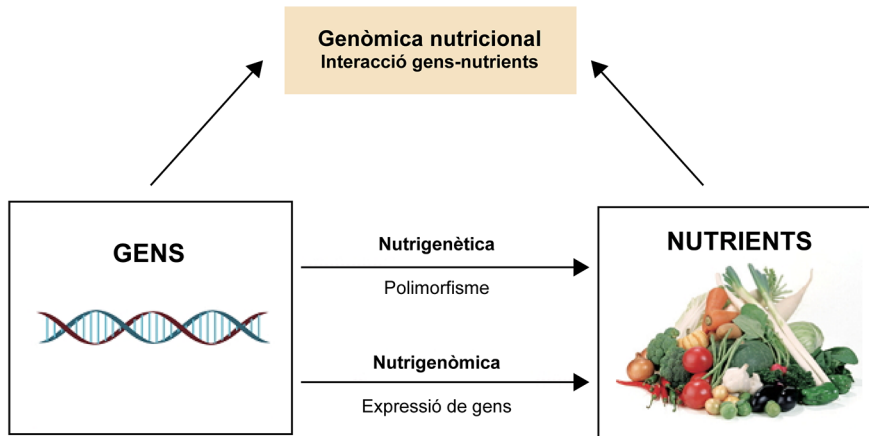 Genòmica nutricional
Interacció gens-nutrients
GENS
Nutrigenètica
Polimorfisme
Nutrigenòmica
Expressió de gens
NUTRIENTS